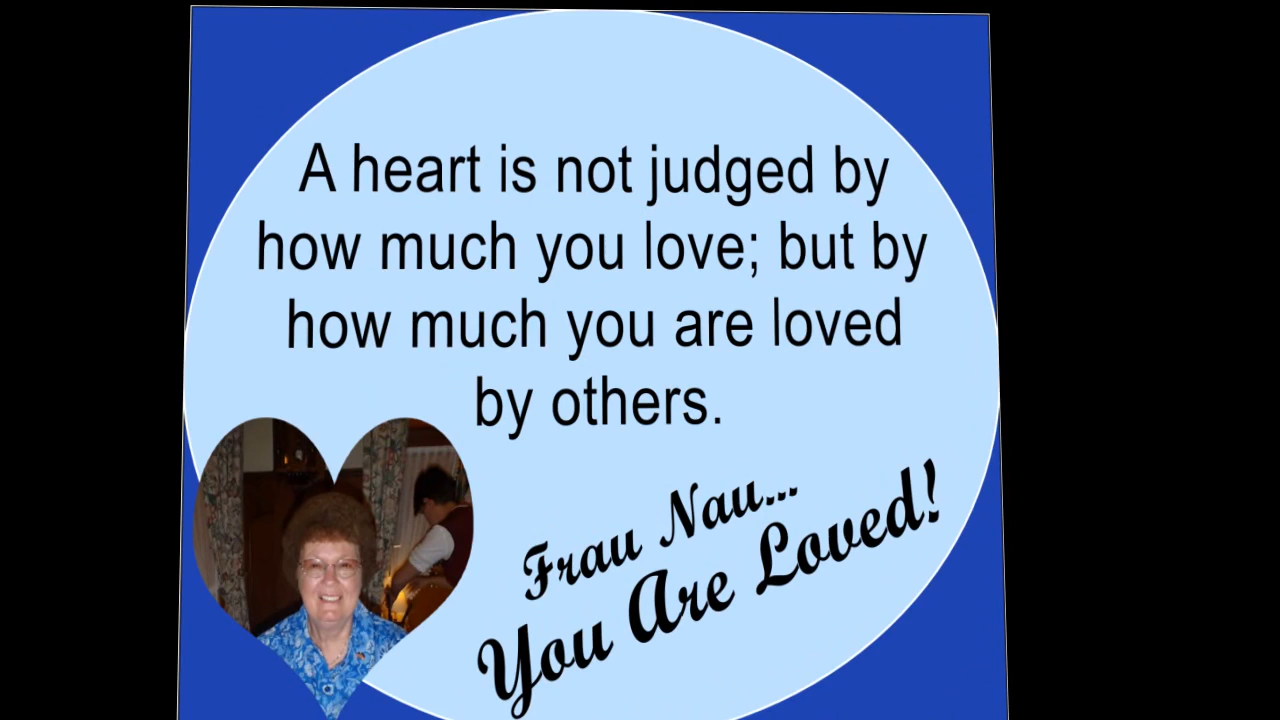 A heart is not judged by
how much you love; but by
how much you are loved
by others.
Frau Nau...
You Are Loved!